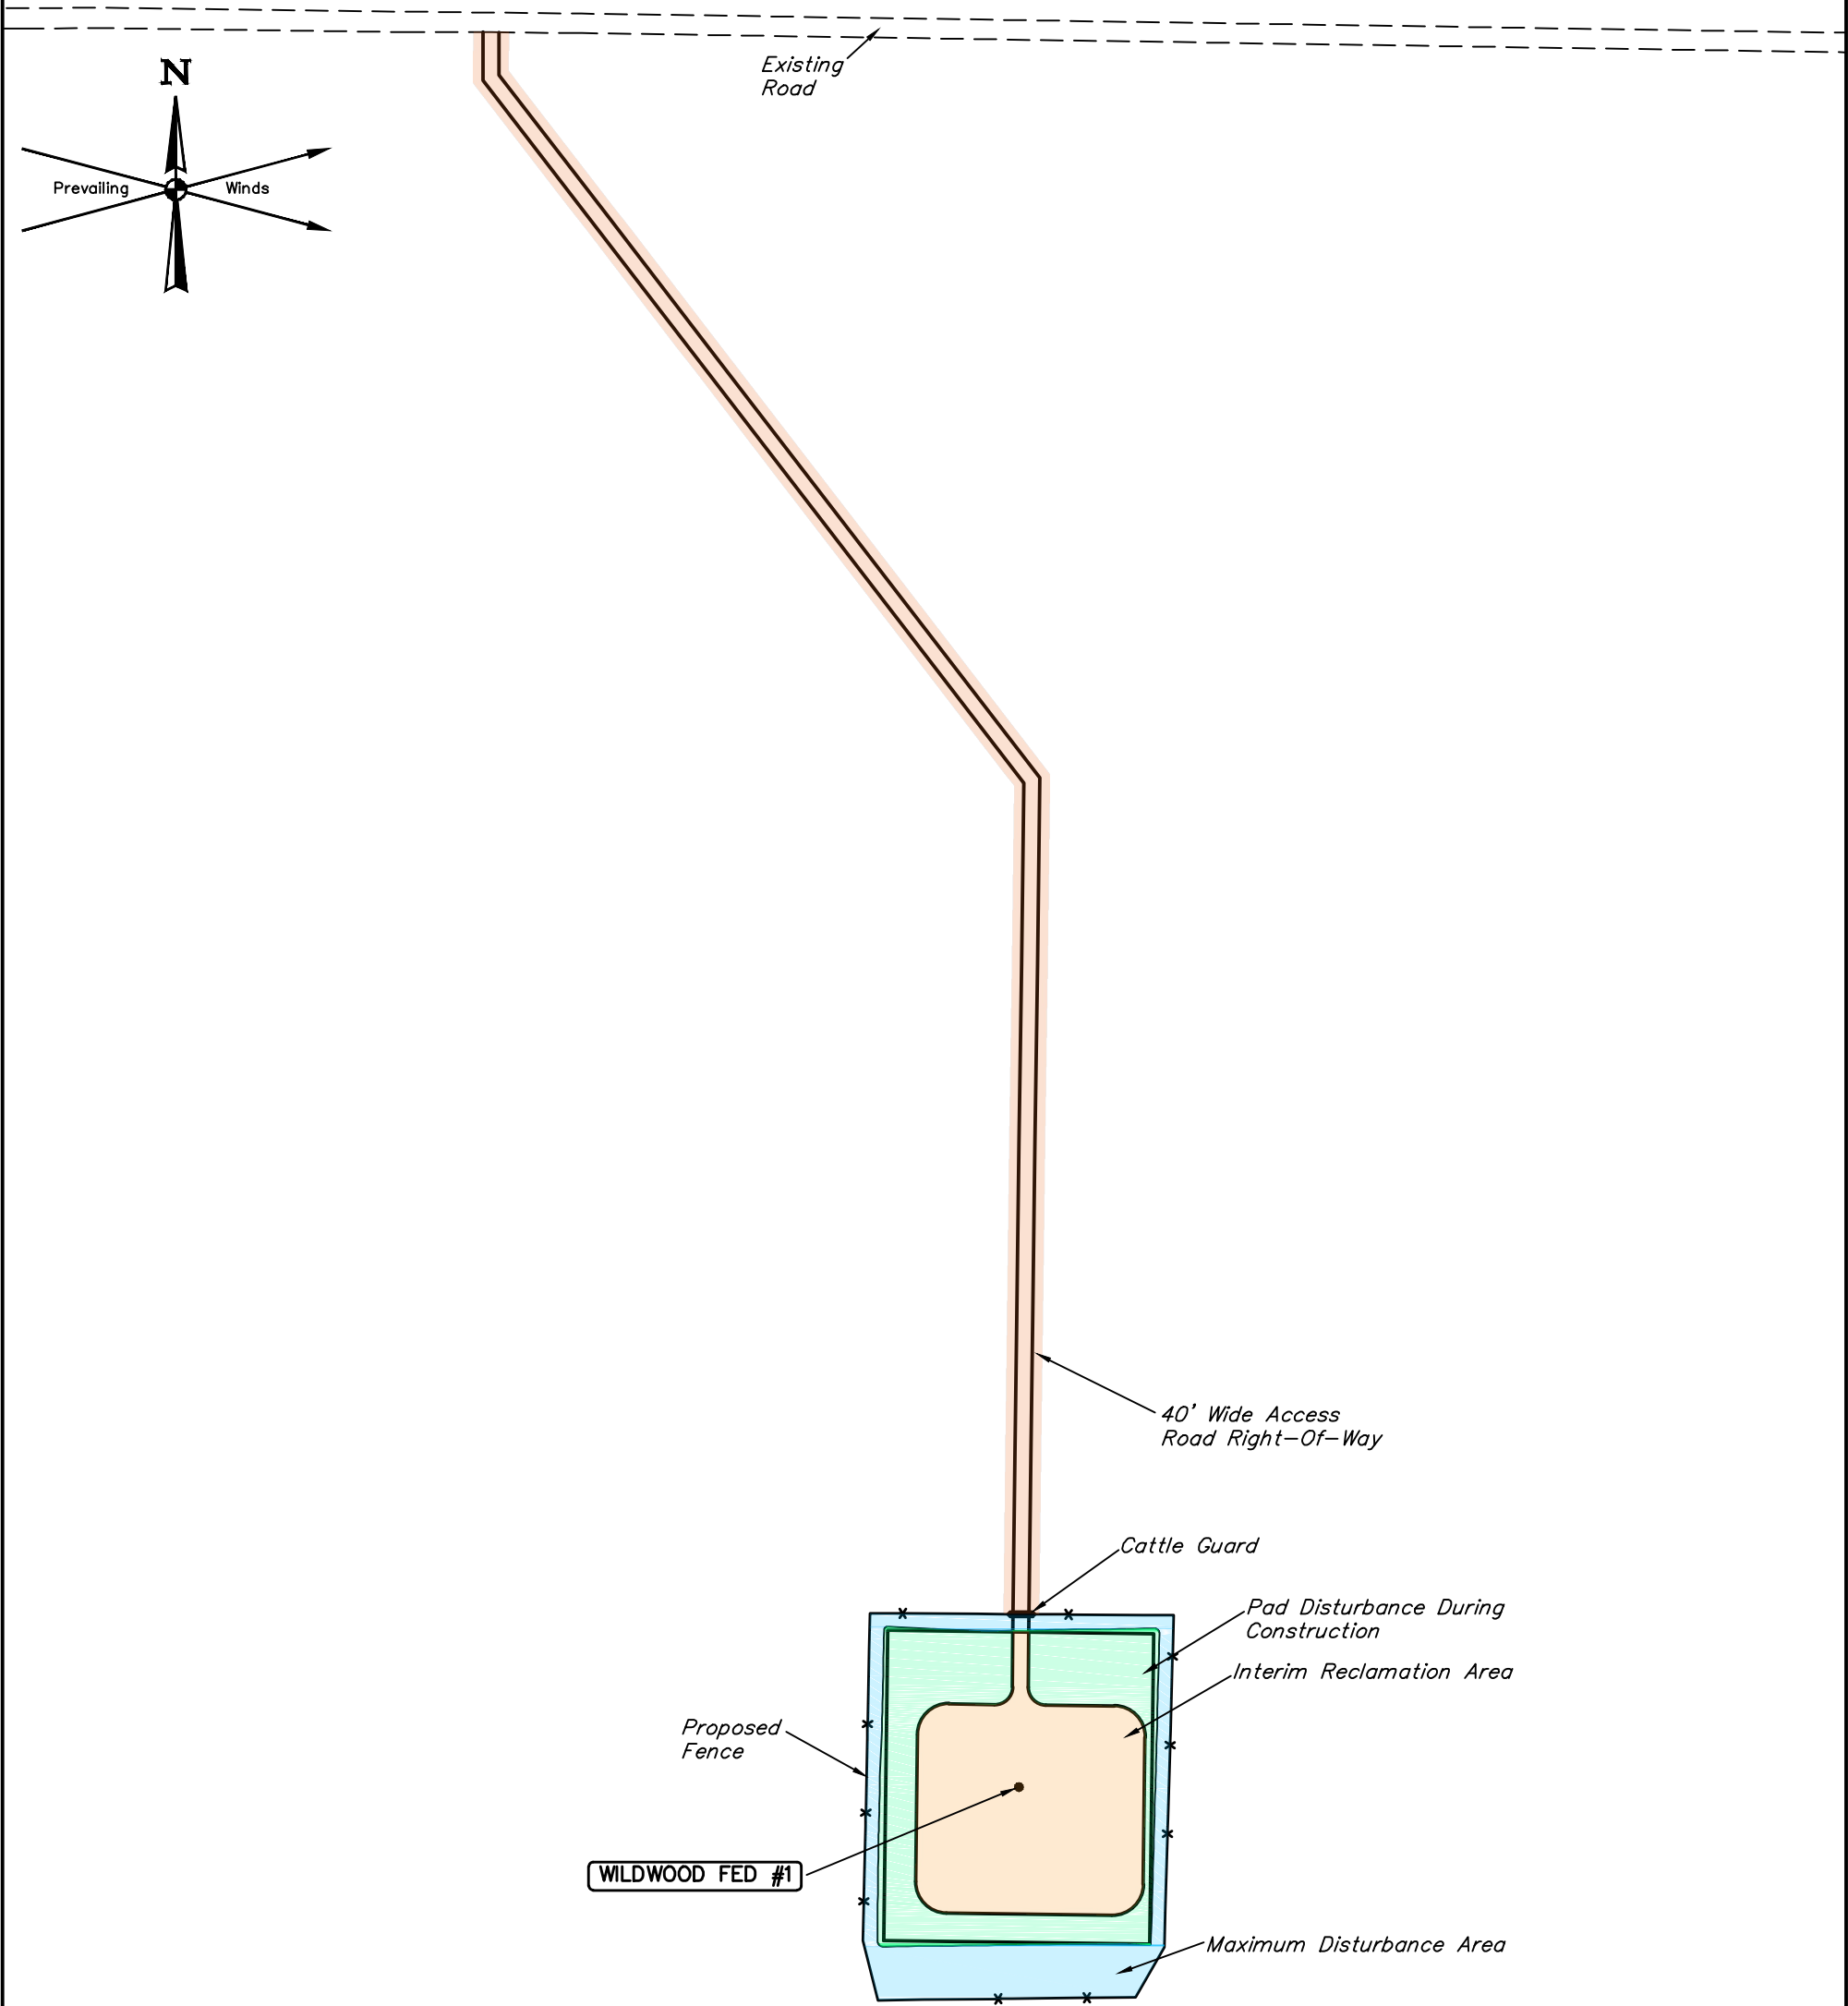 Existing
Road
N
Prevailing Winds
40' Wide Access
Road Right-Of-Way
Cattle Guard
Pad Disturbance During
Construction
Interim Reclamation Area
Proposed
Fence
WILDWOOD FED #1
Maximum Disturbance Area